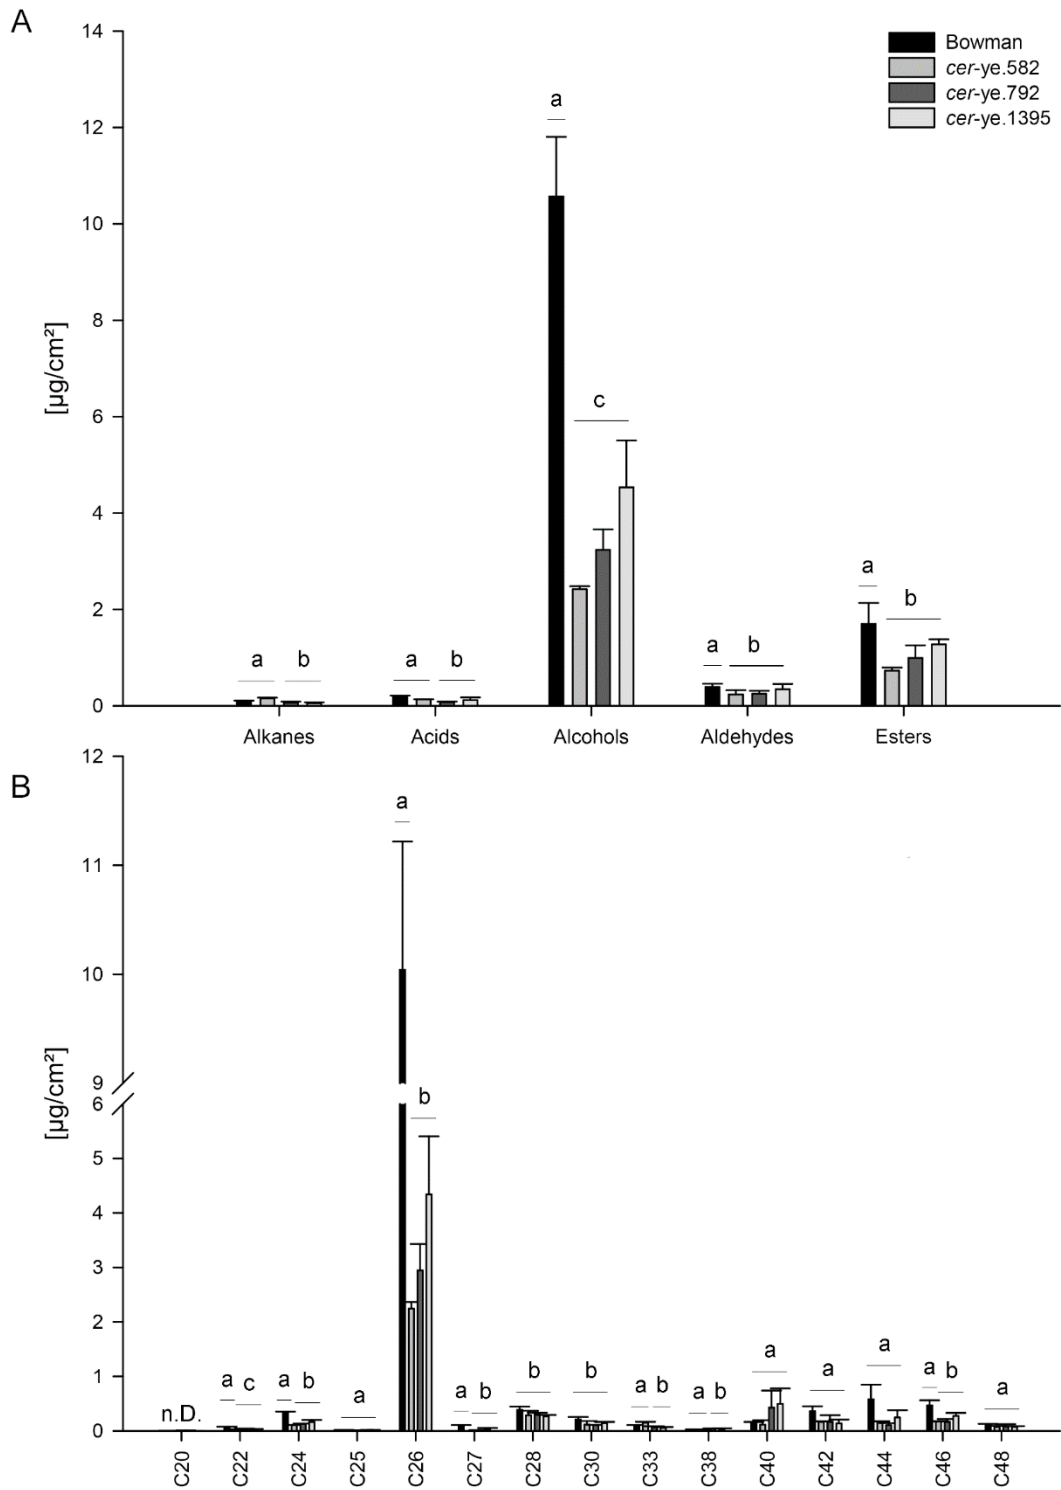 A
14
12
10
8
6
4
2
0
[µg/cm²]
Bowman
cer-ye.582
cer-ye.792
cer-ye.1395
a b
a b
a
c
a b
a
b
Alkanes Acids Alcohols Aldehydes Esters
B
12
11
10
9
6
5
4
3
2
1
0
[µg/cm²]
n.D.
a c
a b
a
a
b
a b
b
b
a b
a b
a
a
a
a b
a
C20 C22 C24 C25 C26 C27 C28 C30 C33 C38 C40 C42 C44 C46 C48